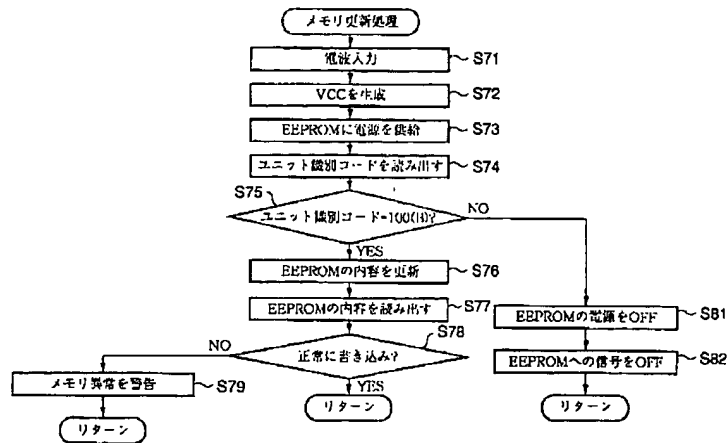 メモリ更新処理
電波入力
S71
VCCを生成
S72
EEPROMに電源を供給
S73
ユニット識別コードを読み出す
S74
S75
ユニット識別コード=100(B)?
NO
YES
EEPROMの内容を更新
S76
EEPROMの内容を読み出す
S77
S78
正常に書き込み?
NO
YES
メモリ異常を警告
S79
リターン
リターン
EEPROMの電源をOFF
S81
EEPROMへの信号をOFF
S82
リターン